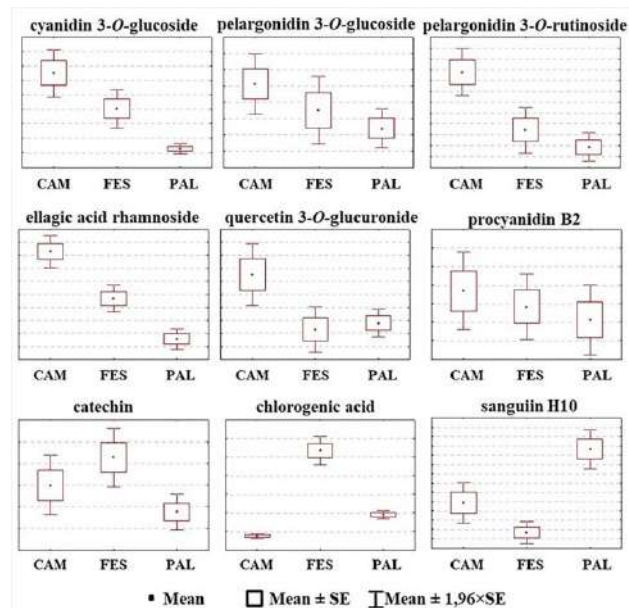 cyanidin 3-O-glucoside pelargonidin 3-O-glucoside pelargonidin 3-O-rutinoside
CAM FES PAL CAM FES PAL CAM FES PAL
ellagic acid rhamnoside quercetin 3-O-glucuronide procyanidin B2
CAM FES PAL CAM FES PAL CAM FES PAL
catechin chlorogenic acid sanguiin H10
CAM FES PAL CAM FES PAL CAM FES PAL
Mean Mean ± SE Mean ± 1,96×SE